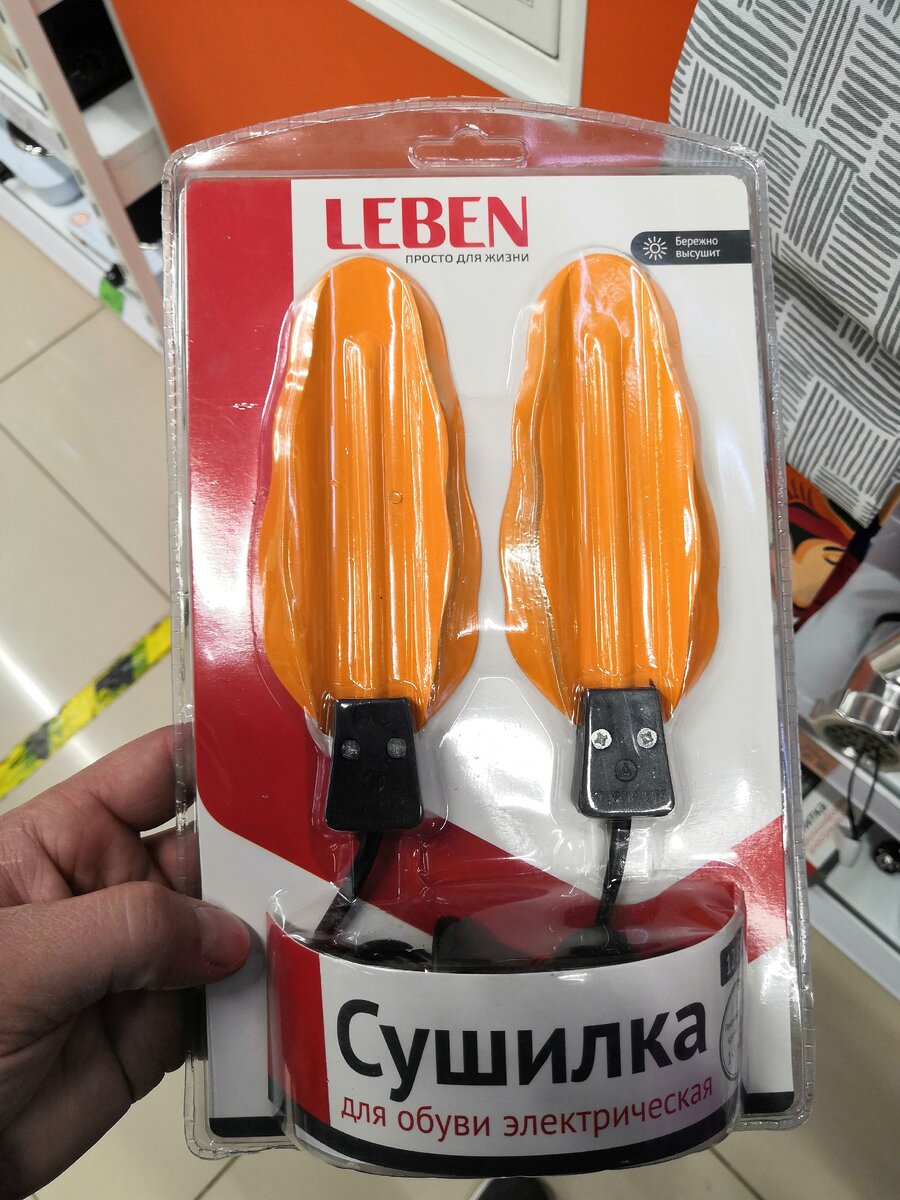 LEBEN
ПРОСТО ДЛЯ ЖИЗНИ
Бережно
высушит
Сушилка
для обуви электрическая